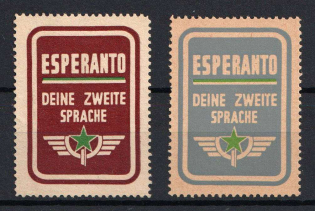 ESPERANTO
DEINE ZWEITE
SPRACHE
ESPERANTO
DEINE ZWEITE
SPRACHE